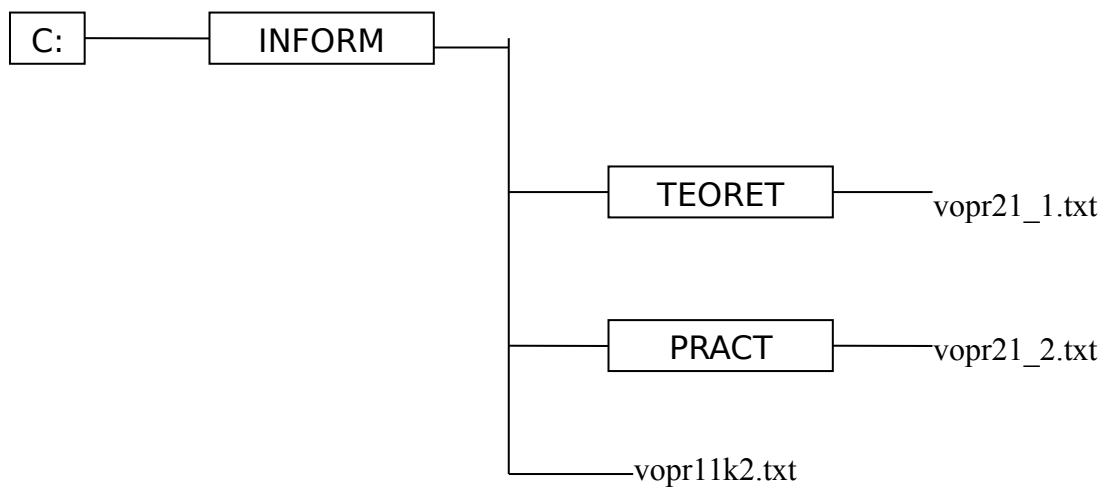 C:
INFORM
TEORET
vopr21_1.txt
PRACT
vopr21_2.txt
vopr11k2.txt